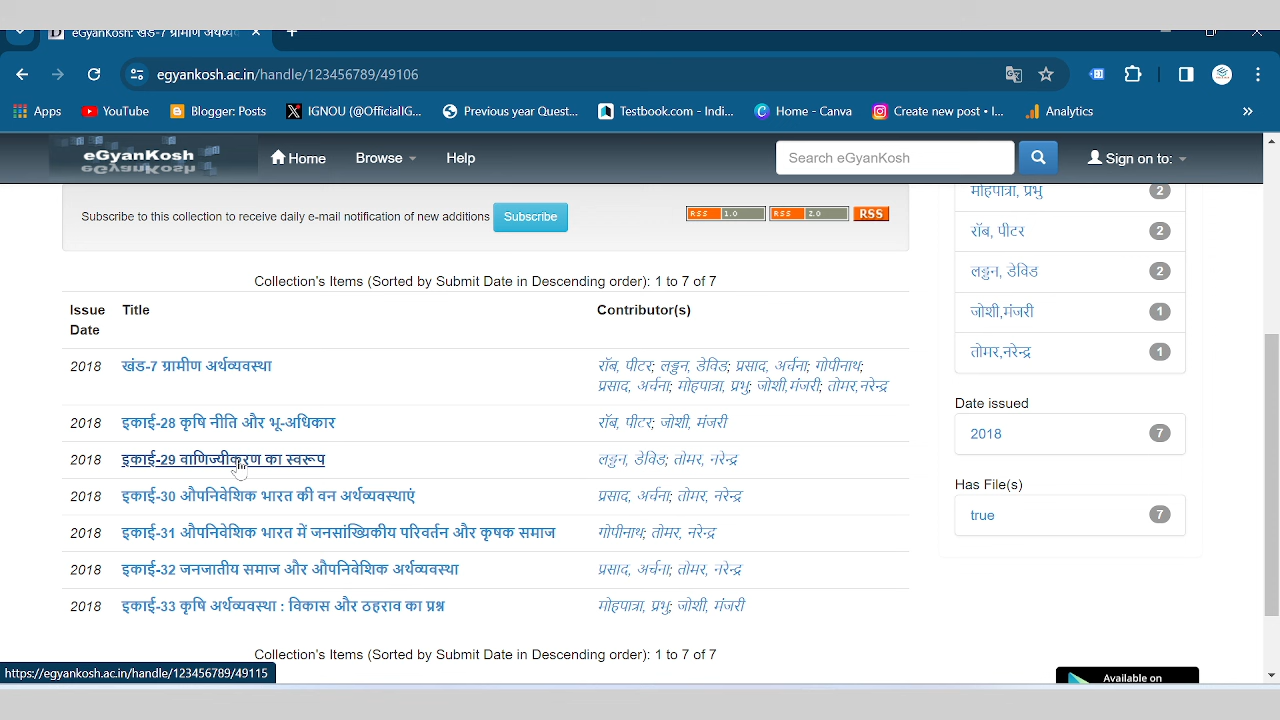 eGyanKosh: खंड-7 ग्रामीण अर्थव्य
egyankosh.ac.in/handle/123456789/49106
Apps YouTube Blogger: Posts IGNOU (@OfficialIG... Previous year Quest... Testbook.com - Indi... Home - Canva Create new post • I... Analytics »
eGyanKosh Home Browse Help Search eGyanKosh Sign on to:
Subscribe to this collection to receive daily e-mail notification of new additions Subscribe RSS 1.0 RSS 2.0 RSS
Collection's Items (Sorted by Submit Date in Descending order): 1 to 7 of 7
Issue Date Title Contributor(s)
2018 खंड-7 ग्रामीण अर्थव्यवस्था रॉब, पीटर; लड्डन, डेविड; प्रसाद, अर्चना; गोपीनाथ;
प्रसाद, अर्चना; मोहपात्रा, प्रभु; जोशी,मंजरी; तोमर,नरेन्द्र
2018 इकाई-28 कृषि नीति और भू-अधिकार रॉब, पीटर; जोशी, मंजरी
2018 इकाई-29 वाणिज्यीकरण का स्वरूप लड्डन, डेविड; तोमर, नरेन्द्र
2018 इकाई-30 औपनिवेशिक भारत की वन अर्थव्यवस्थाएं प्रसाद, अर्चना; तोमर, नरेन्द्र
2018 इकाई-31 औपनिवेशिक भारत में जनसांख्यिकीय परिवर्तन और कृषक समाज गोपीनाथ; तोमर, नरेन्द्र
2018 इकाई-32 जनजातीय समाज और औपनिवेशिक अर्थव्यवस्था प्रसाद, अर्चना; तोमर, नरेन्द्र
2018 इकाई-33 कृषि अर्थव्यवस्था : विकास और ठहराव का प्रश्न मोहपात्रा, प्रभु; जोशी, मंजरी
Collection's Items (Sorted by Submit Date in Descending order): 1 to 7 of 7
मोहपात्रा, प्रभु 2
रॉब, पीटर 2
लड्डन, डेविड 2
जोशी,मंजरी 1
तोमर,नरेन्द्र 1
Date issued
2018 7
Has File(s)
true 7
Available on
https://egyankosh.ac.in/handle/123456789/49115